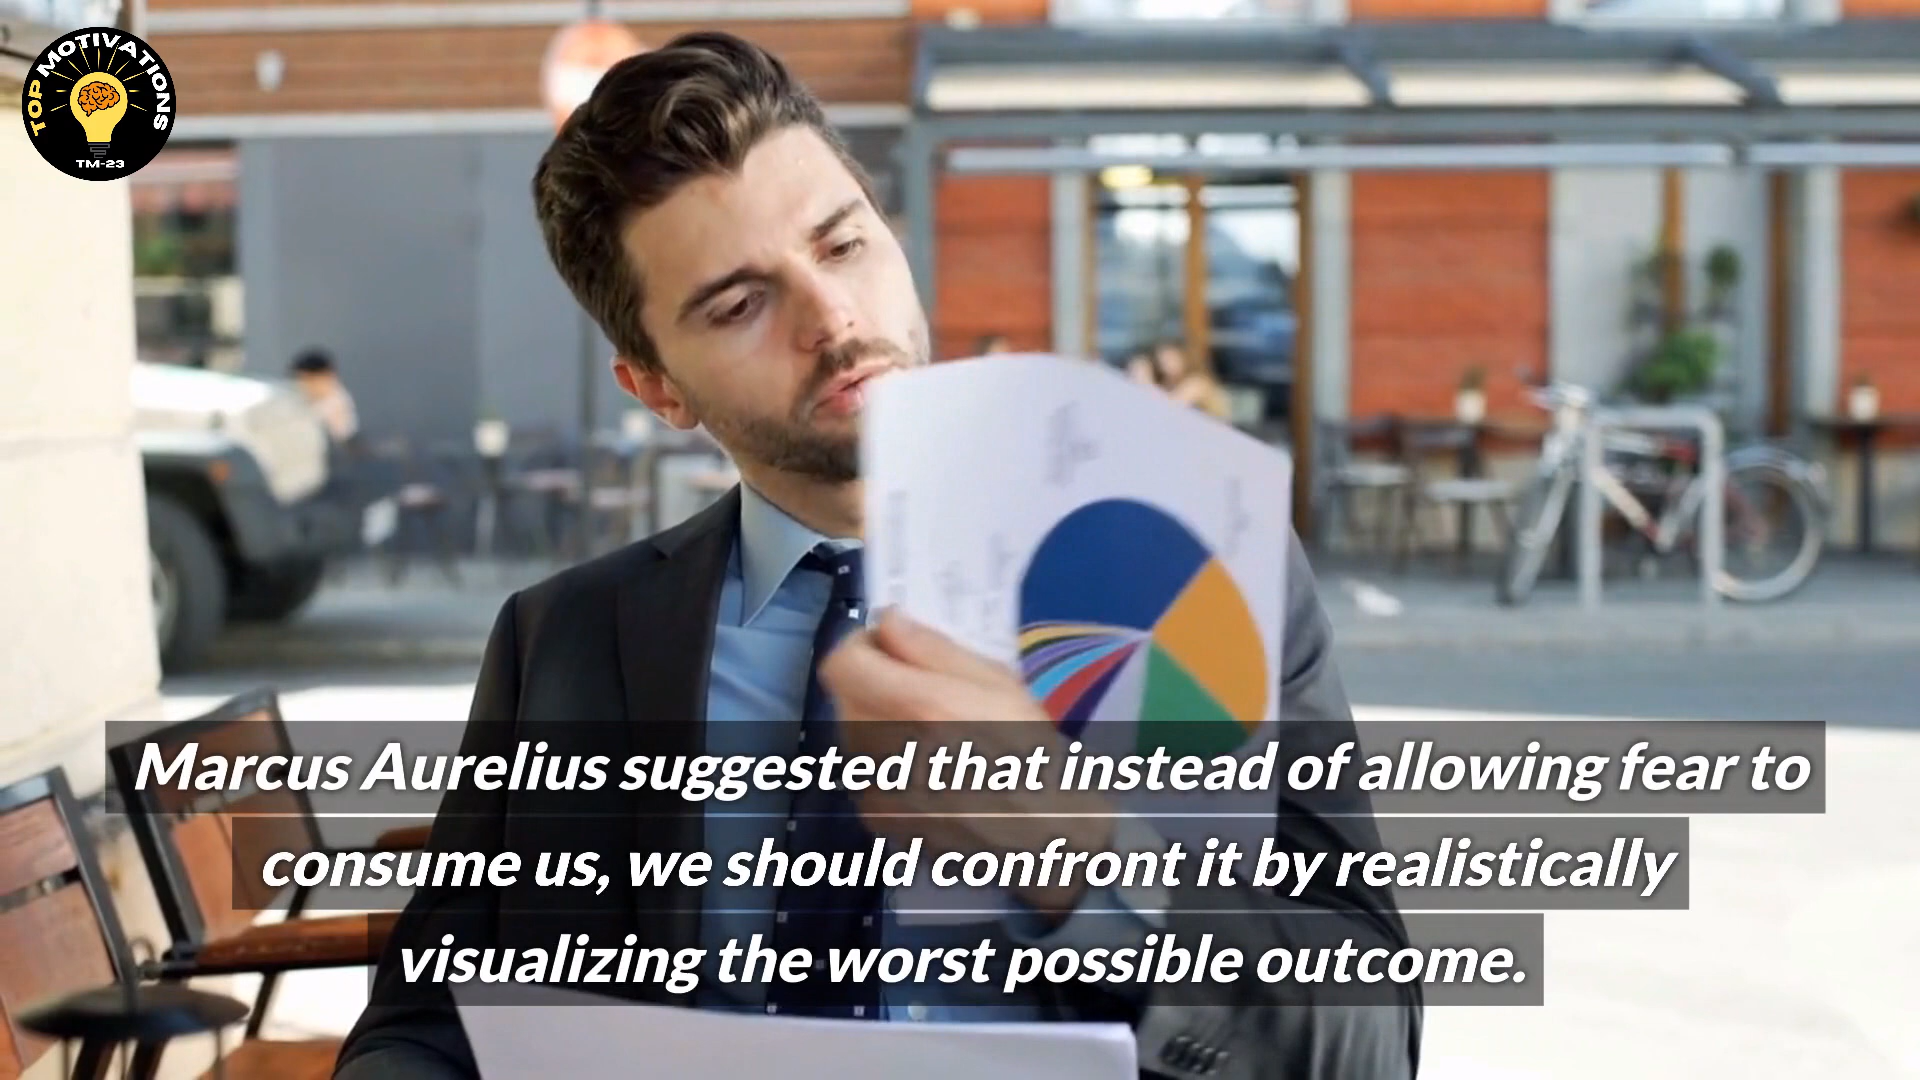 TOP MOTIVATIONS
TM-23
Marcus Aurelius suggested that instead of allowing fear to
consume us, we should confront it by realistically
visualizing the worst possible outcome.